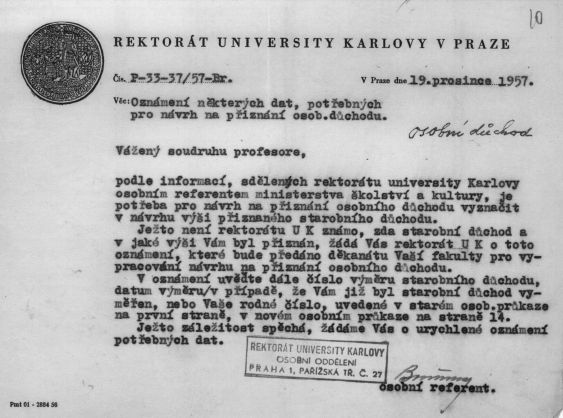 10
REKTORÁT UNIVERSITY KARLOVY V PRAZE
Čís. P-33-37/57-Br.
V Praze dne 19.prosince 1957.
Věc: Oznámení některých dat, potřebných
pro návrh na přiznání osob.důchodu.
osobní důchod
Vážený soudruhu profesore,
podle informací, sdělených rektorátu university Karlovy
osobním referentem ministerstva školství a kultury, je
potřeba pro návrh na přiznání osobního důchodu vyznačit
v návrhu výši přiznaného starobního důchodu.
Ježto není rektorátu U K známo, zda starobní důchod a
v jaké výši Vám byl přiznán, žádá Vás rektorát U K o toto
oznámení, které bude předáno děkanátu Vaší fakulty pro vy-
pracování návrhu na přiznání osobního důchodu.
V oznámení uveďte dále číslo výměru starobního důchodu,
datum výměru/v případě, že Vám již byl starobní důchod vy-
měřen, nebo Vaše rodné číslo, uvedené v starém osob.průkaze
na první straně, v novém osobním průkaze na straně 14.
Ježto záležitost spěchá, žádáme Vás o urychlené oznámení
potřebných dat.
REKTORÁT UNIVERSITY KARLOVY
OSOBNÍ ODDĚLENÍ
PRAHA 1, PAŘÍŽSKÁ TŘ. Č. 27
osobní referent.
Pmt 01 - 2884 56